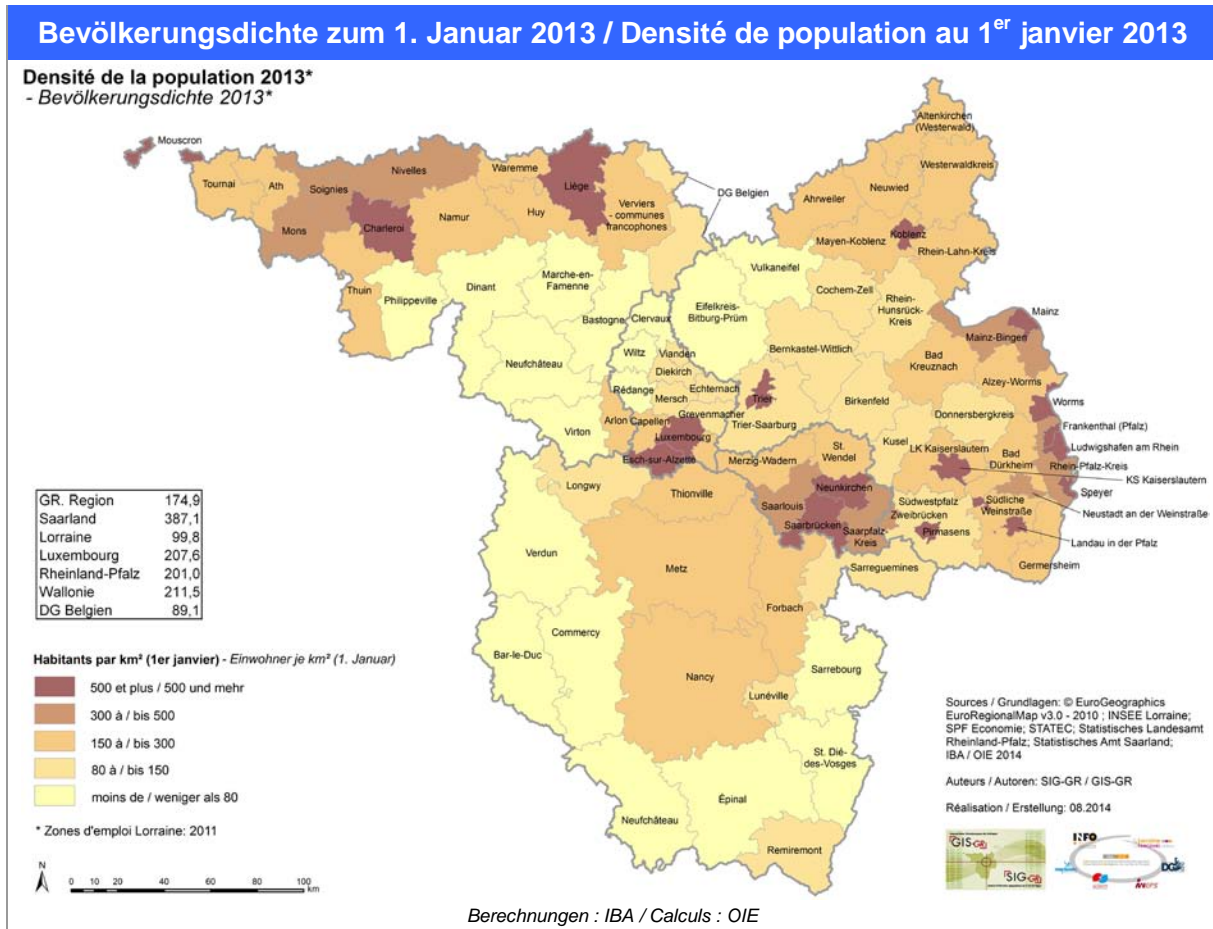 Bevölkerungsdichte zum 1. Januar 2013 / Densité de population au 1er janvier 2013
Densité de la population 2013*
- Bevölkerungsdichte 2013*
Mouscron
Tournai
Ath
Soignies
Nivelles
Waremme
Liège
Verviers
- communes
francophones
DG Belgien
Mons
Charleroi
Namur
Huy
Thuin
Philippeville
Dinant
Marche-en-
Famenne
Bastogne
Neufchâteau
Virton
Arlon
Clervaux
Wiltz
Vianden
Diekirch
Rédange
Mersch
Echternach
Grevenmacher
Capellen
Luxembourg
Esch-sur-Alzette
Altenkirchen
(Westerwald)
Westerwaldkreis
Neuwied
Ahrweiler
Koblenz
Mayen-Koblenz
Rhein-Lahn-Kreis
Vulkaneifel
Eifelkreis-
Bitburg-Prüm
Cochem-Zell
Rhein-
Hunsrück-
Kreis
Bernkastel-Wittlich
Mainz
Mainz-Bingen
Bad
Kreuznach
Alzey-Worms
Worms
Trier
Trier-Saarburg
Birkenfeld
Donnersbergkreis
Frankenthal (Pfalz)
Ludwigshafen am Rhein
Kusel
LK Kaiserslautern
Bad
Dürkheim
Rhein-Pfalz-Kreis
KS Kaiserslautern
Speyer
Neustadt an der Weinstraße
Südliche
Weinstraße
Landau in der Pfalz
Südwestpfalz
Zweibrücken
Pirmasens
Germersheim
Merzig-Wadern
St.
Wendel
Neunkirchen
Saarlouis
Saarbrücken
Saarpfalz-
Kreis
Longwy
Thionville
Verdun
Metz
Sarreguemines
Forbach
Commercy
Bar-le-Duc
Nancy
Sarrebourg
Lunéville
St. Dié-
des-Vosges
Épinal
Neufchâteau
Remiremont
GR. Region 174,9
Saarland 387,1
Lorraine 99,8
Luxembourg 207,6
Rheinland-Pfalz 201,0
Wallonie 211,5
DG Belgien 89,1
Habitants par km² (1er janvier) - Einwohner je km² (1. Januar)
500 et plus / 500 und mehr
300 à / bis 500
150 à / bis 300
80 à / bis 150
moins de / weniger als 80
* Zones d'emploi Lorraine: 2011
N
0 10 20 40 60 80 100
km
Sources / Grundlagen: © EuroGeographics
EuroRegionalMap v3.0 - 2010 ; INSEE Lorraine;
SPF Economie; STATEC; Statistisches Landesamt
Rheinland-Pfalz; Statistisches Amt Saarland;
IBA / OIE 2014
Auteurs / Autoren: SIG-GR / GIS-GR
Réalisation / Erstellung: 08.2014
GIS-GR
SIG-GR
INFO
DG
Berechnungen : IBA / Calculs : OIE